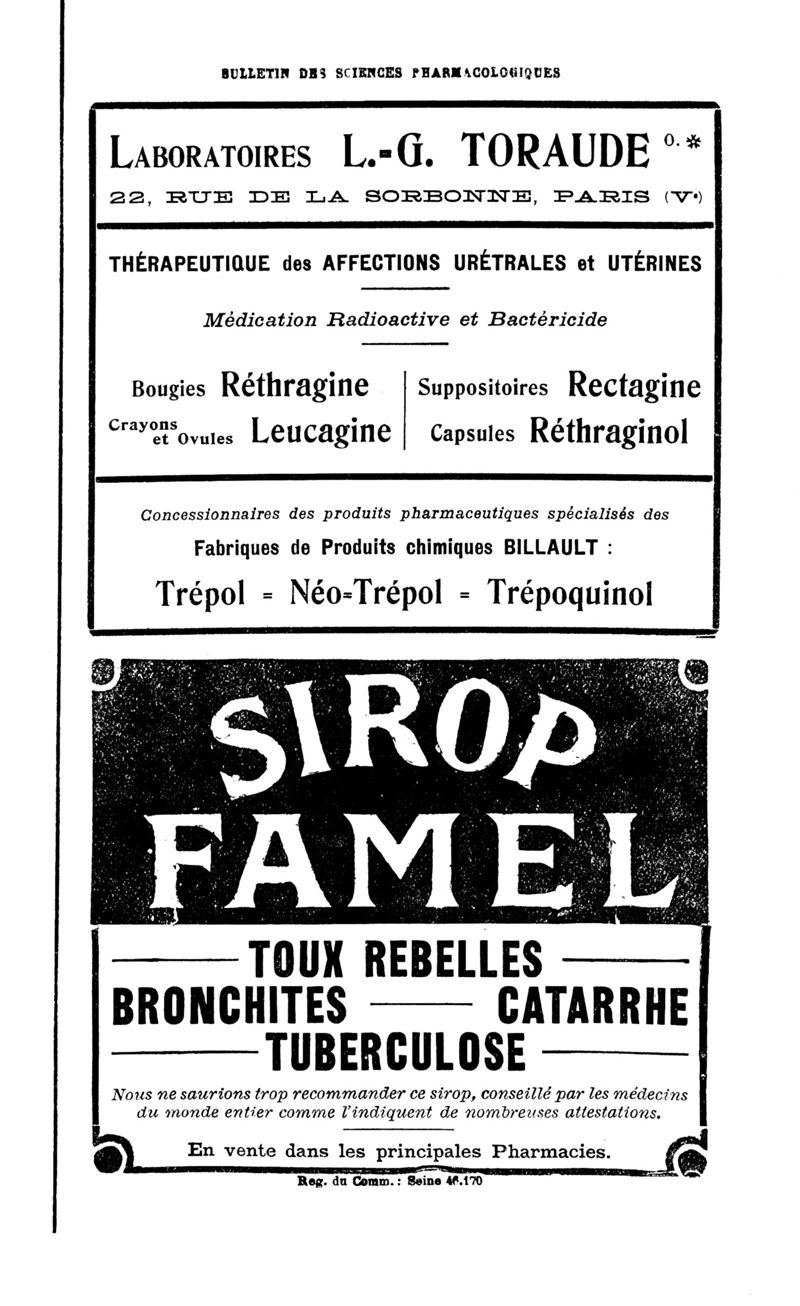 BULLETIN DES SCIENCES PHARMACOLOGIQUES
LABORATOIRES L.-G. TORAUDE O. *
22, RUE DE LA SORBONNE, PARIS (Vᵉ)
THÉRAPEUTIQUE des AFFECTIONS URÉTRALES et UTÉRINES
Médication Radioactive et Bactéricide
Bougies Réthragine
Crayons et Ovules Leucagine
Suppositoires Rectagine
Capsules Réthraginol
Concessionnaires des produits pharmaceutiques spécialisés des
Fabriques de Produits chimiques BILLAULT :
Trépol = Néo-Trépol = Trépoquinol
SIROP
FAMEL
TOUX REBELLES
BRONCHITES — CATARRHE
TUBERCULOSE
Nous ne saurions trop recommander ce sirop, conseillé par les médecins
du monde entier comme l'indiquent de nombreuses attestations.
En vente dans les principales Pharmacies.
Reg. du Comm. : Seine 46.170